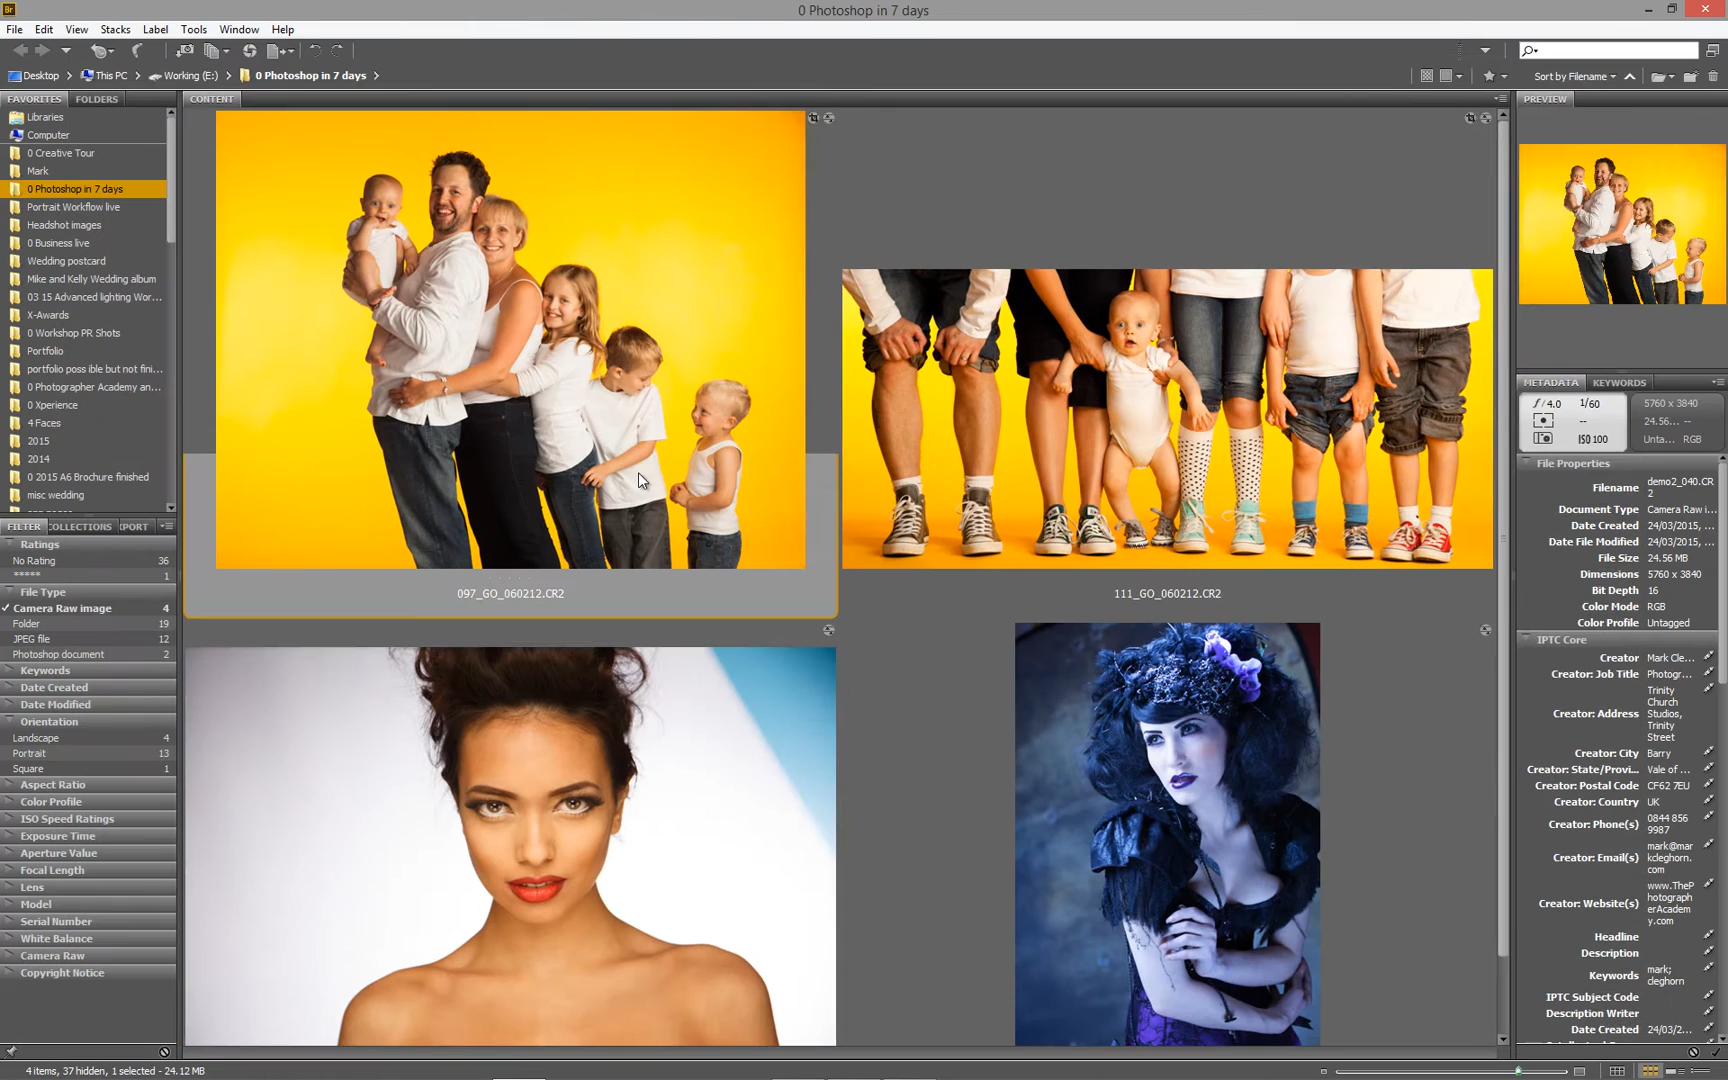 Br
0 Photoshop in 7 days
File Edit View Stacks Label Tools Window Help
Desktop This PC Working (E:) 0 Photoshop in 7 days
Sort by Filename
FAVORITES FOLDERS
Libraries
Computer
0 Creative Tour
Mark
0 Photoshop in 7 days
Portrait Workflow live
Headshot images
0 Business live
Wedding postcard
Mike and Kelly Wedding album
03 15 Advanced lighting Wor...
X-Awards
0 Workshop PR Shots
Portfolio
portfolio poss ible but not fini...
0 Photographer Academy an...
0 Xperience
4 Faces
2015
2014
0 2015 A6 Brochure finished
misc wedding
FILTER COLLECTIONS PORT
Ratings
No Rating 36
***** 1
File Type
Camera Raw image 4
Folder 19
JPEG file 12
Photoshop document 2
Keywords
Date Created
Date Modified
Orientation
Landscape 4
Portrait 13
Square 1
Aspect Ratio
Color Profile
ISO Speed Ratings
Exposure Time
Aperture Value
Focal Length
Lens
Model
Serial Number
White Balance
Camera Raw
Copyright Notice
4 items, 37 hidden, 1 selected - 24.12 MB
CONTENT
097_GO_060212.CR2
111_GO_060212.CR2
PREVIEW
METADATA KEYWORDS
f/4.0 1/60
--
ISO 100
5760 x 3840
24.56... --
Unta... RGB
File Properties
Filename demo2_040.CR
2
Document Type Camera Raw i...
Date Created 24/03/2015, ...
Date File Modified 24/03/2015, ...
File Size 24.56 MB
Dimensions 5760 x 3840
Bit Depth 16
Color Mode RGB
Color Profile Untagged
IPTC Core
Creator Mark Cle...
Creator: Job Title Photogr...
Creator: Address Trinity
Church
Studios,
Trinity
Street
Creator: City Barry
Creator: State/Provi... Vale of ...
Creator: Postal Code CF62 7EU
Creator: Country UK
Creator: Phone(s) 0844 856
9987
Creator: Email(s) mark@mar
kcleghorn.
com
Creator: Website(s) www.TheP
hotograph
erAcadem
y.com
Headline
Description
Keywords mark;
cleghorn
IPTC Subject Code
Description Writer
Date Created 24/03/2...